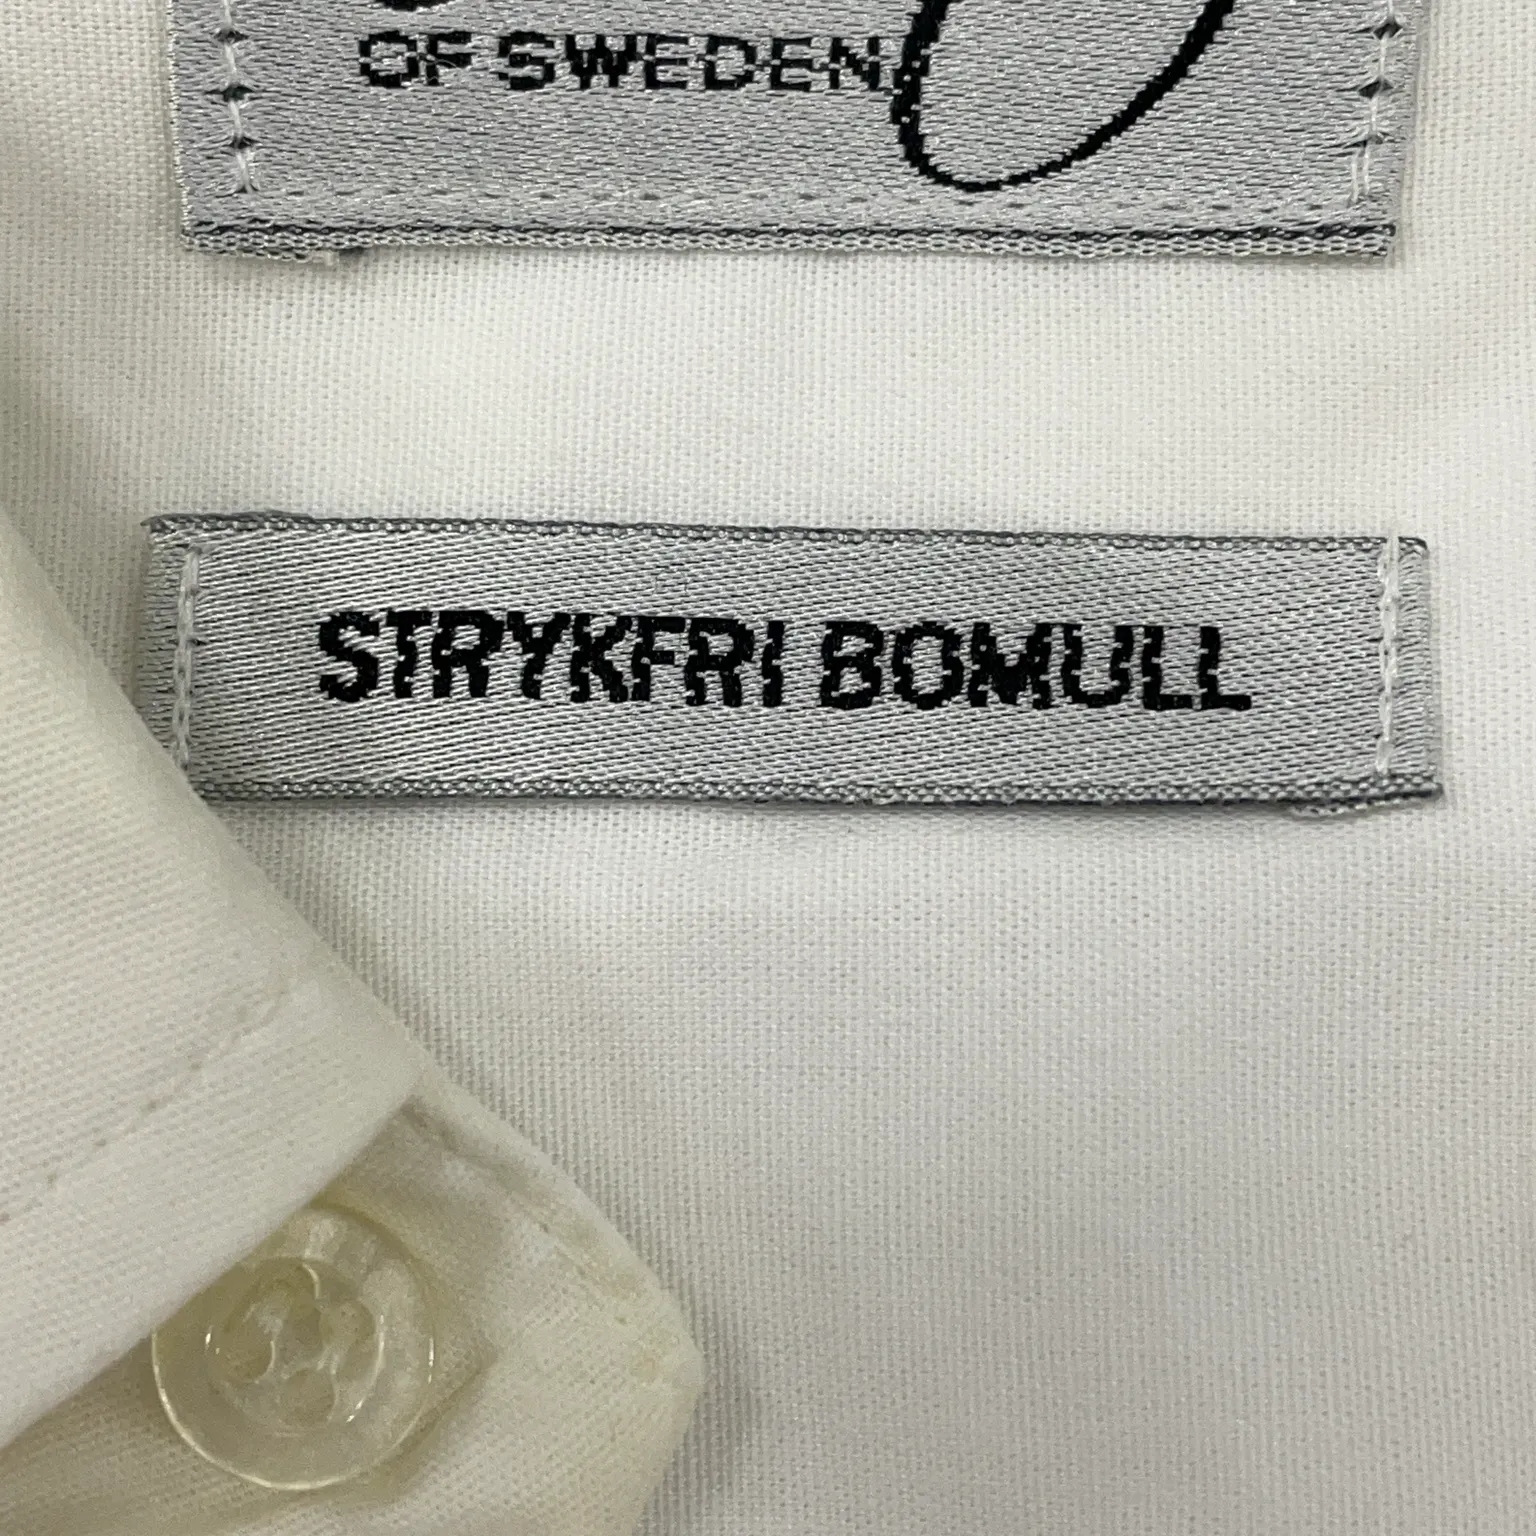 OF SWEDEN
STRYKFRI BOMULL